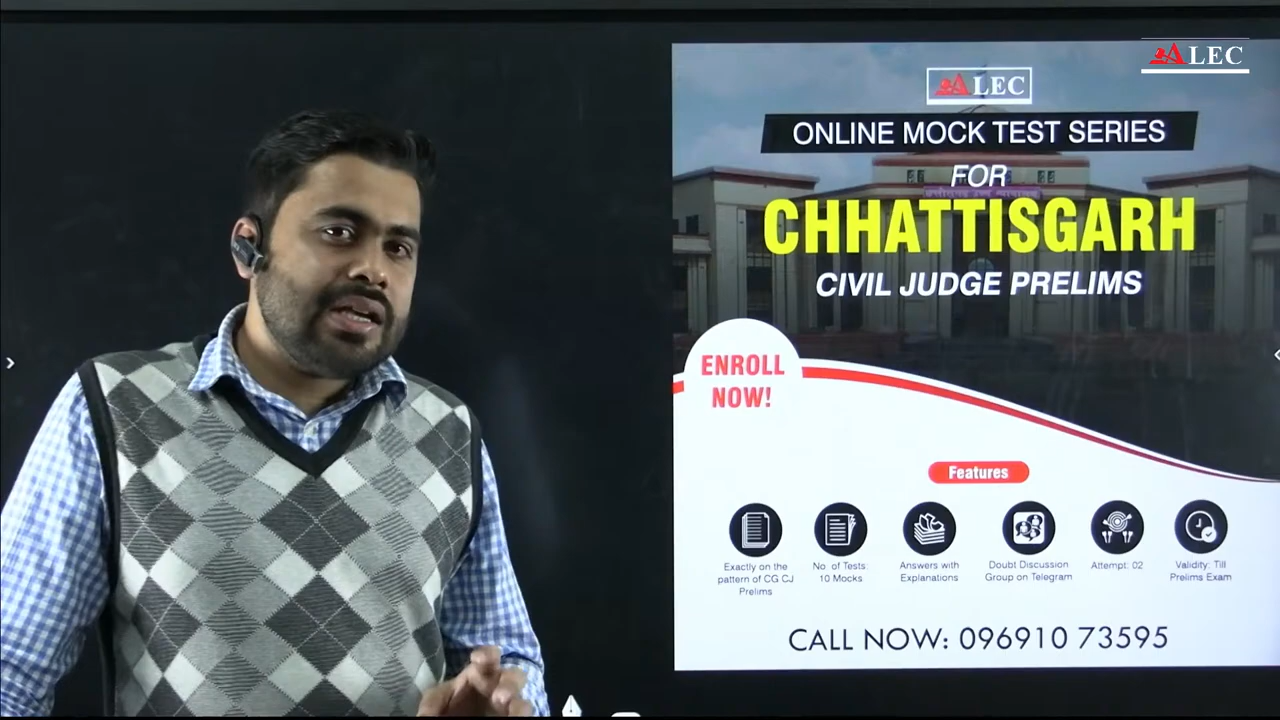 ALEC
ALEC
ONLINE MOCK TEST SERIES
FOR
CHHATTISGARH
CIVIL JUDGE PRELIMS
ENROLL
NOW!
Features
Exactly on the
pattern of CG CJ
Prelims
No. of Tests:
10 Mocks
Answers with
Explanations
Doubt Discussion
Group on Telegram
Attempt: 02
Validity: Till
Prelims Exam
CALL NOW: 096910 73595